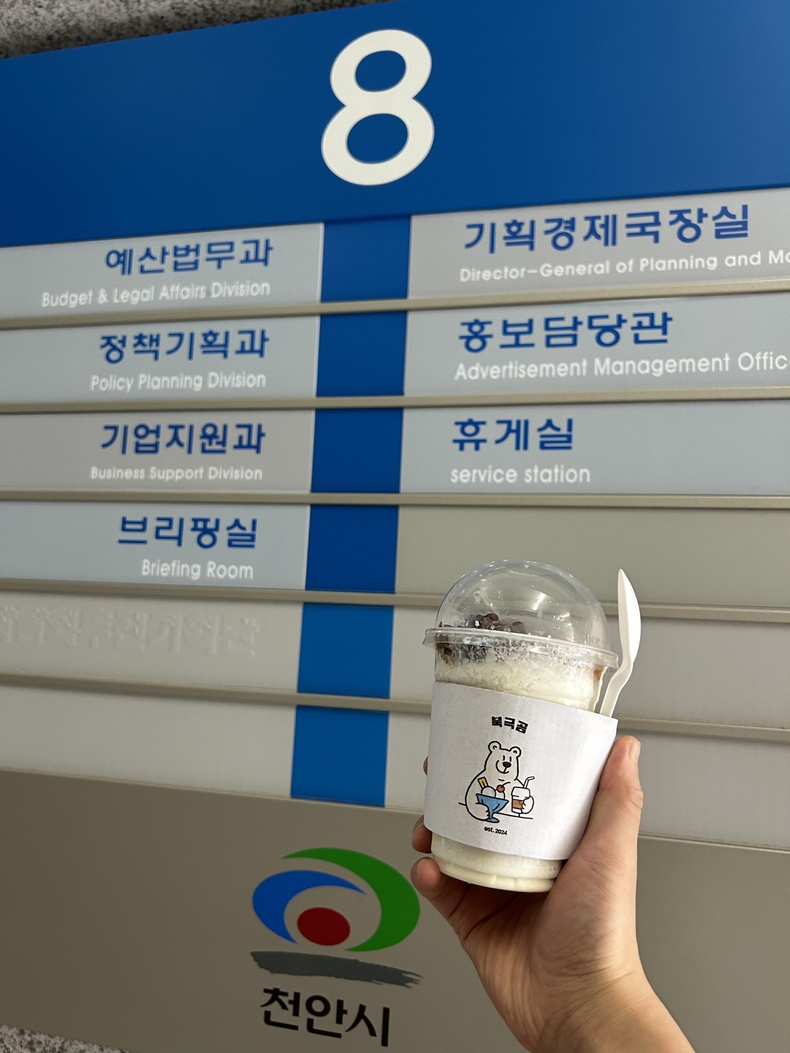 8
예산법무과
Budget & Legal Affairs Division
정책기획과
Policy Planning Division
기업지원과
Business Support Division
브리핑실
Briefing Room
기획경제국장실
Director-General of Planning and
홍보담당관
Advertisement Management
휴게실
service station
북극곰
est. 2024
천안시